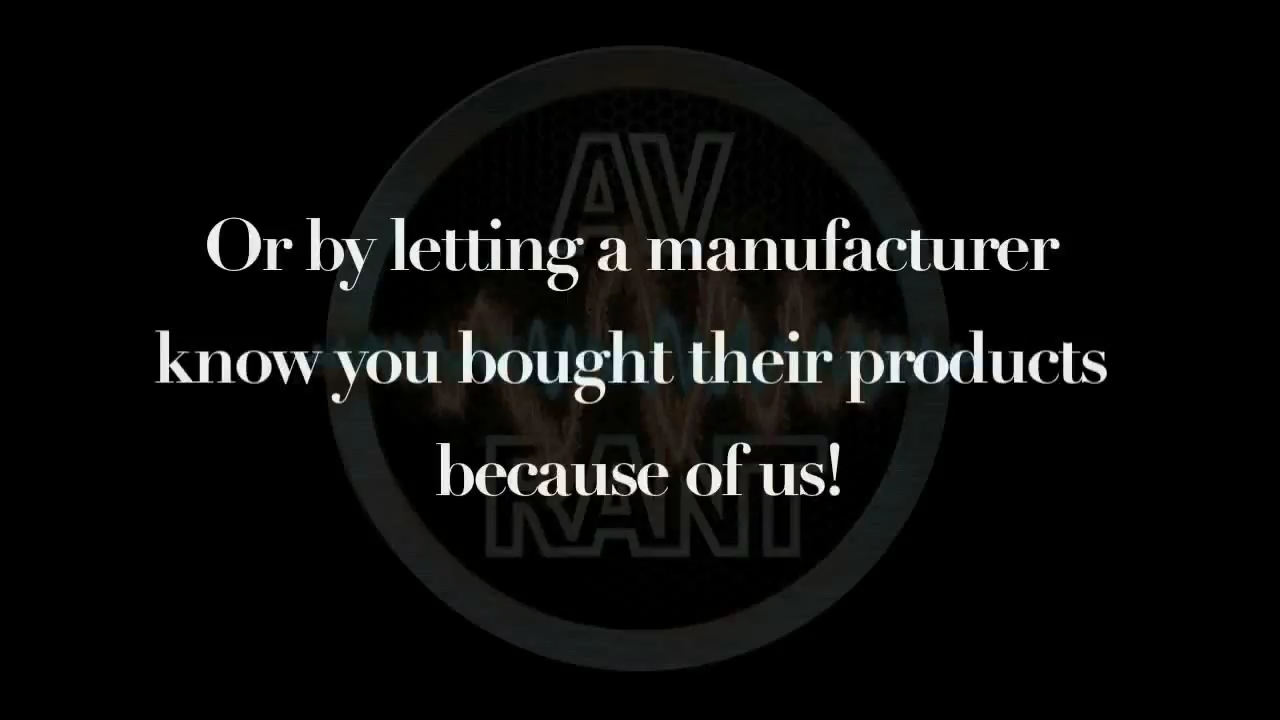 AV
Or by letting a manufacturer
know you bought their products
because of us!
RANT